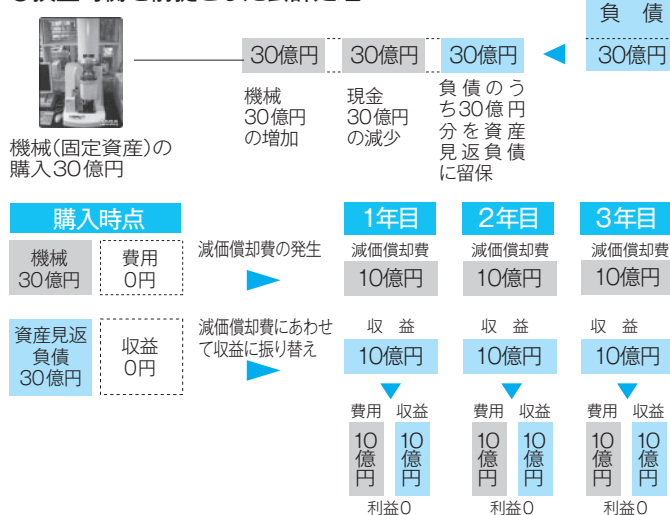 負債
30億円
30億円
30億円
30億円
機械
30億円
の増加
現金
30億円
の減少
負債のう
ち30億円
分を資産
見返負債
に留保
機械(固定資産)の
購入30億円
購入時点
1年目
2年目
3年目
機械
30億円
費用
0円
減価償却費の発生
減価償却費
10億円
減価償却費
10億円
減価償却費
10億円
資産見返
負債
30億円
収益
0円
減価償却費にあわせ
て収益に振り替え
収益
10億円
収益
10億円
収益
10億円
費用 収益
10億円
10億円
利益0
費用 収益
10億円
10億円
利益0
費用 収益
10億円
10億円
利益0